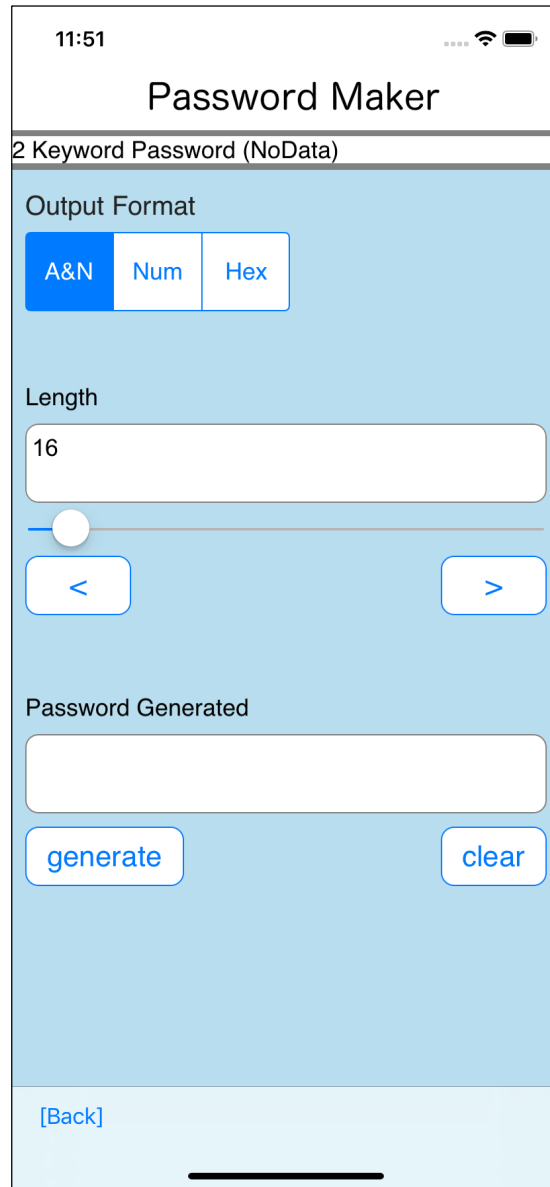 11:51
Password Maker
2 Keyword Password (NoData)
Output Format
A&N Num Hex
Length
16
< >
Password Generated
generate clear
[Back]